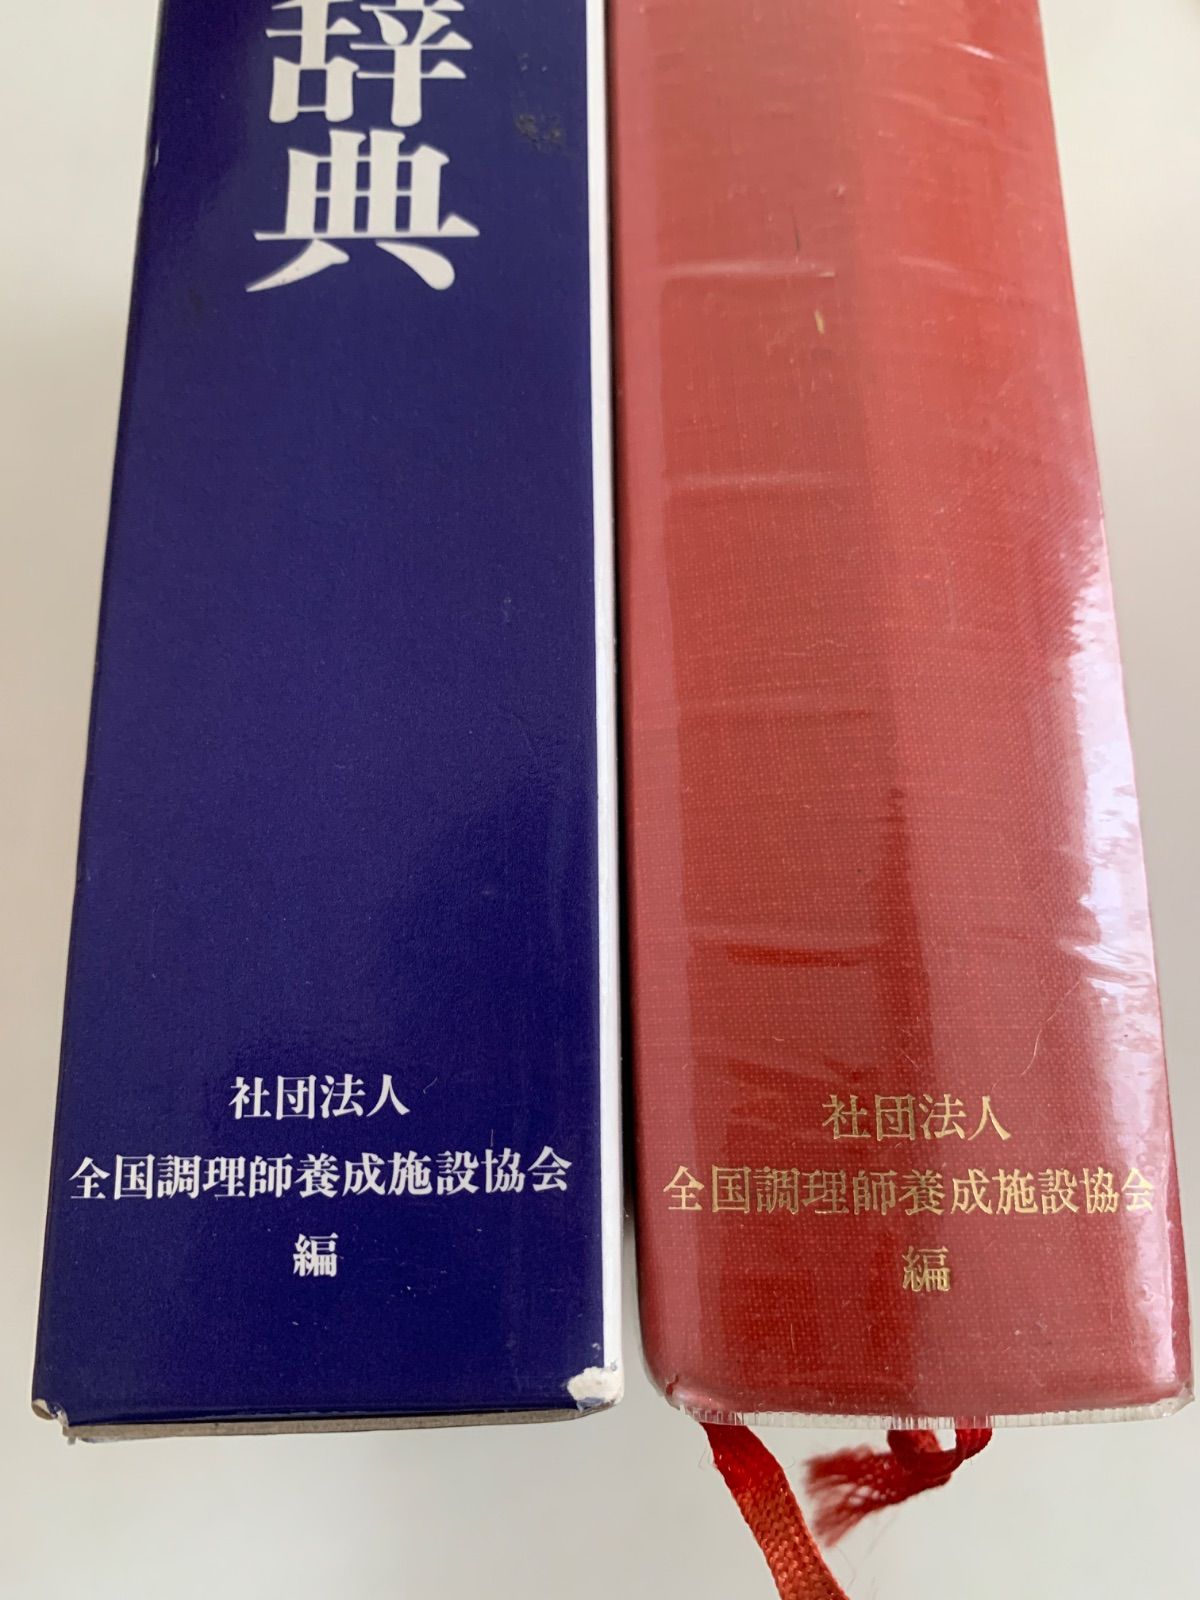 辞典
社団法人
全国調理師養成施設協会
編
社団法人
全国調理師養成施設協会
編